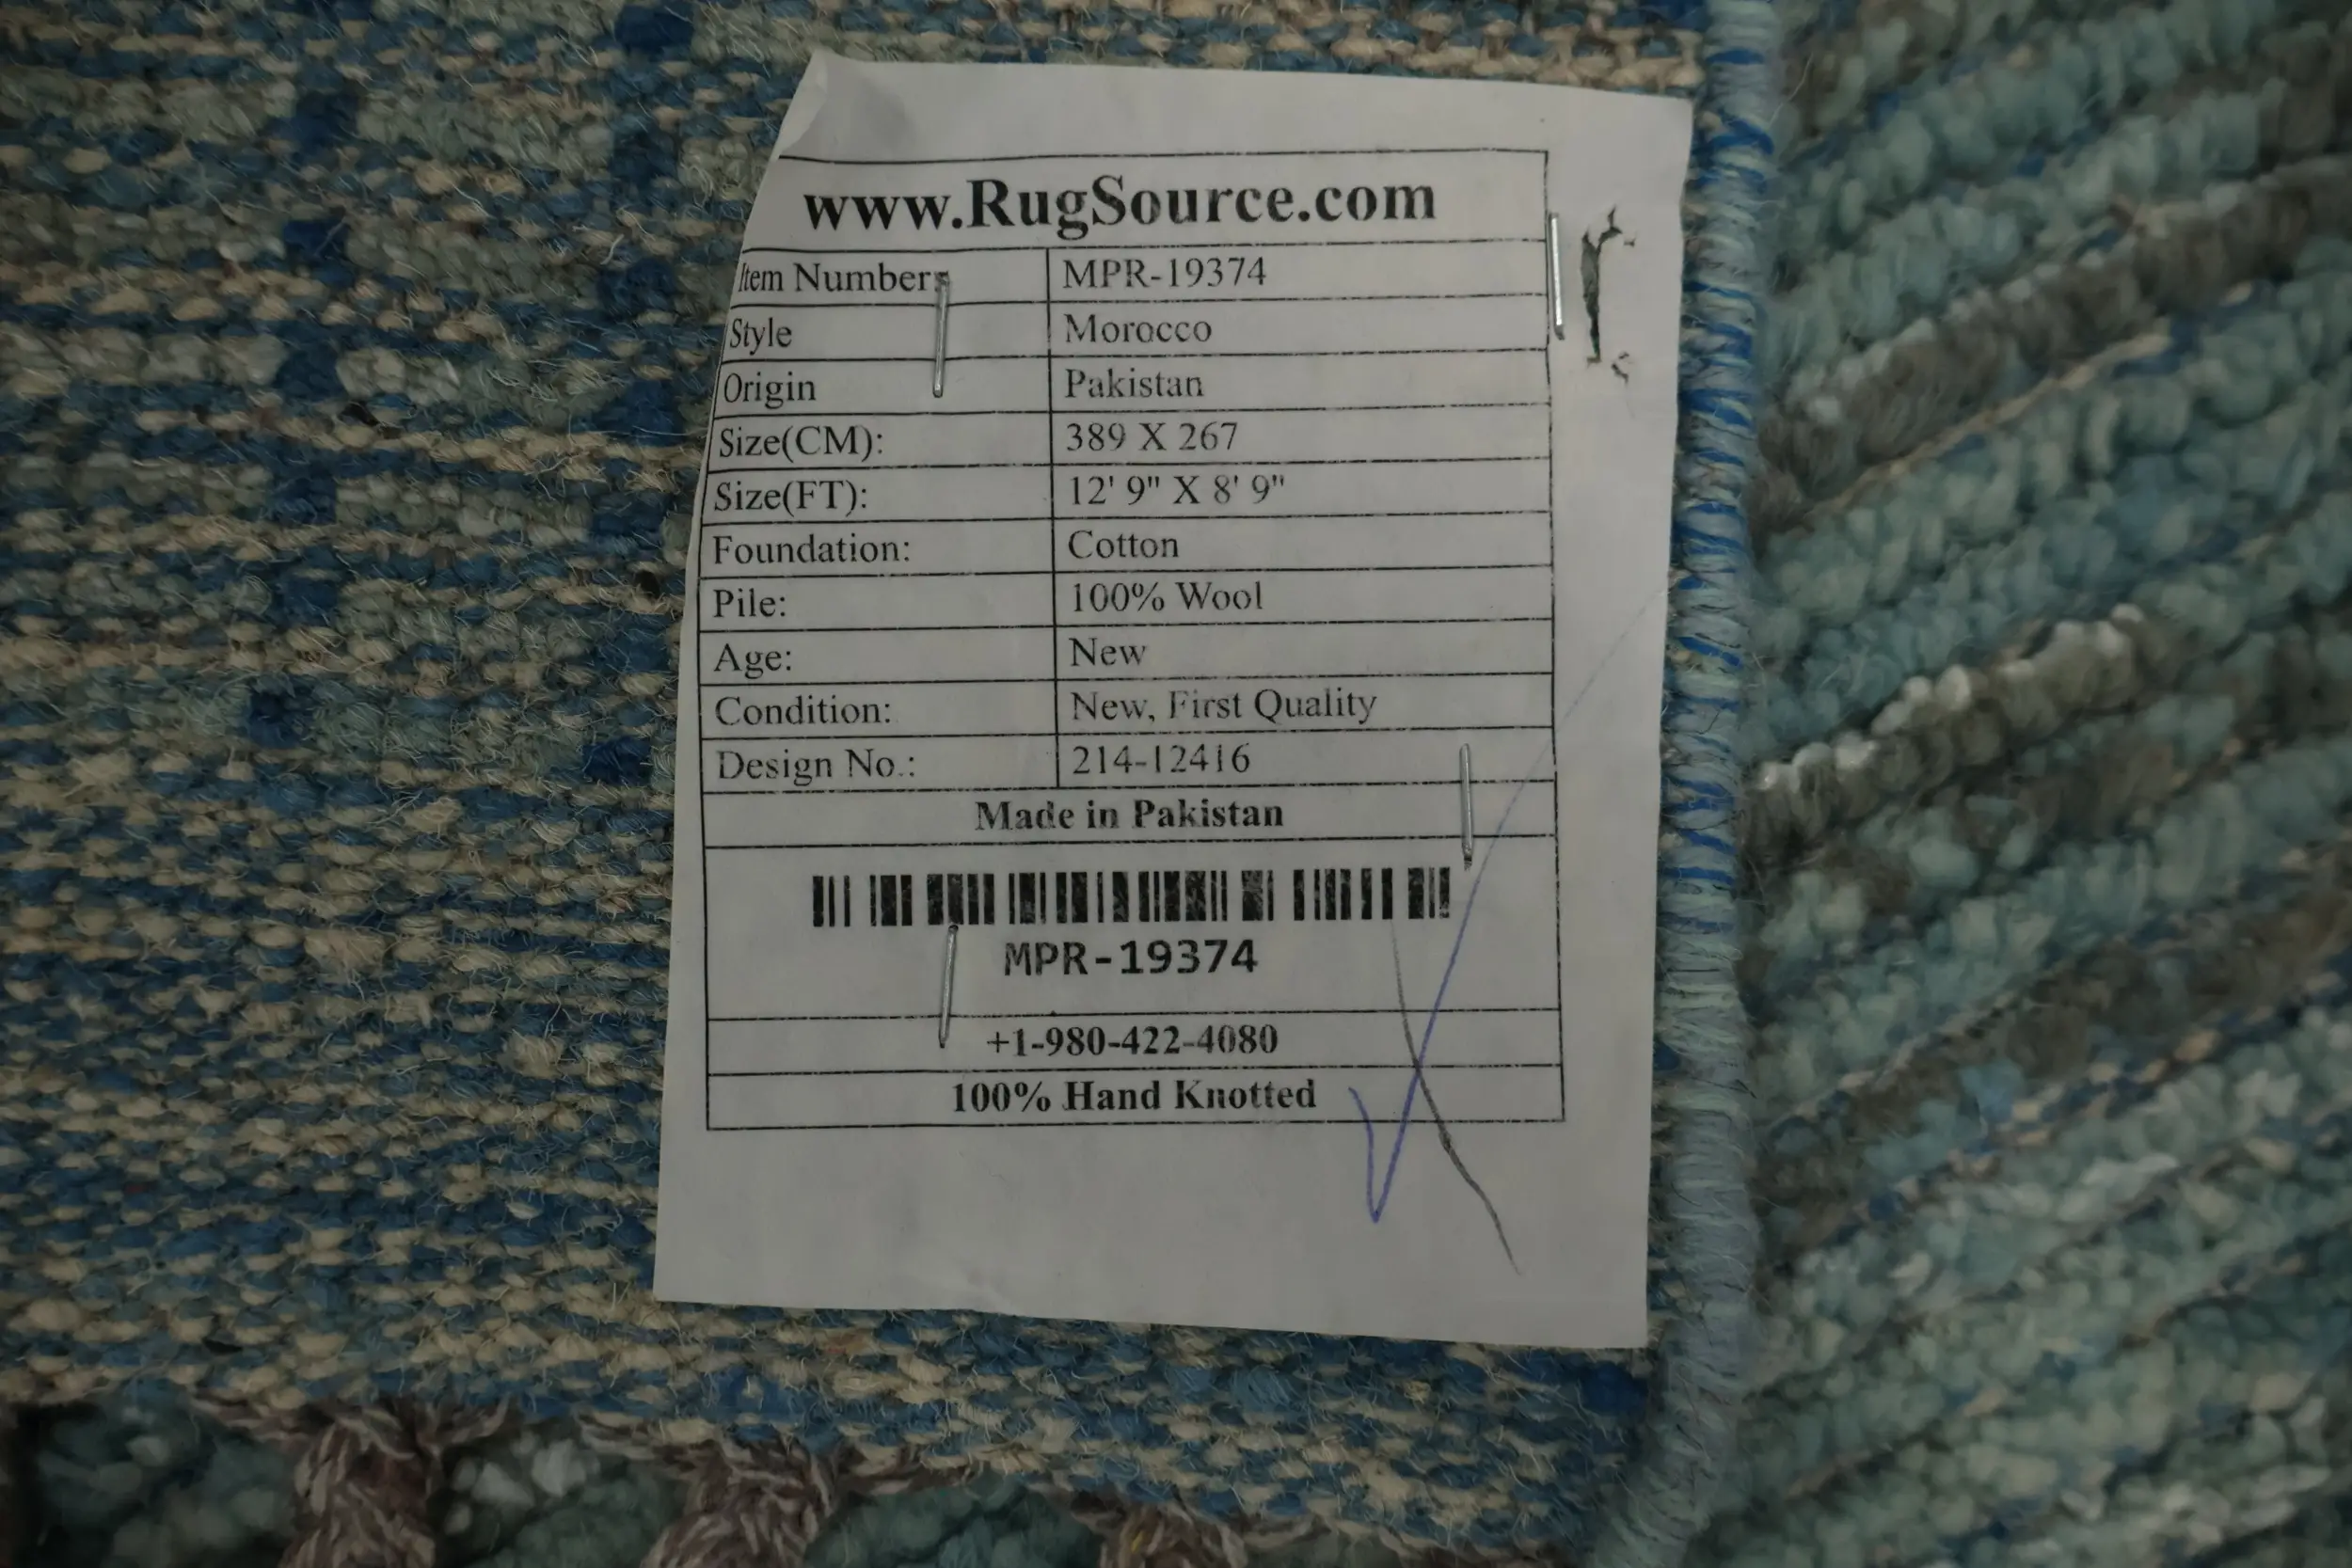 www.RugSource.com
Item Number: MPR-19374
Style Morocco
Origin Pakistan
Size(CM): 389 X 267
Size(FT): 12' 9" X 8' 9"
Foundation: Cotton
Pile: 100% Wool
Age: New
Condition: New, First Quality
Design No.: 214-12416
Made in Pakistan
MPR-19374
+1-980-422-4080
100% Hand Knotted